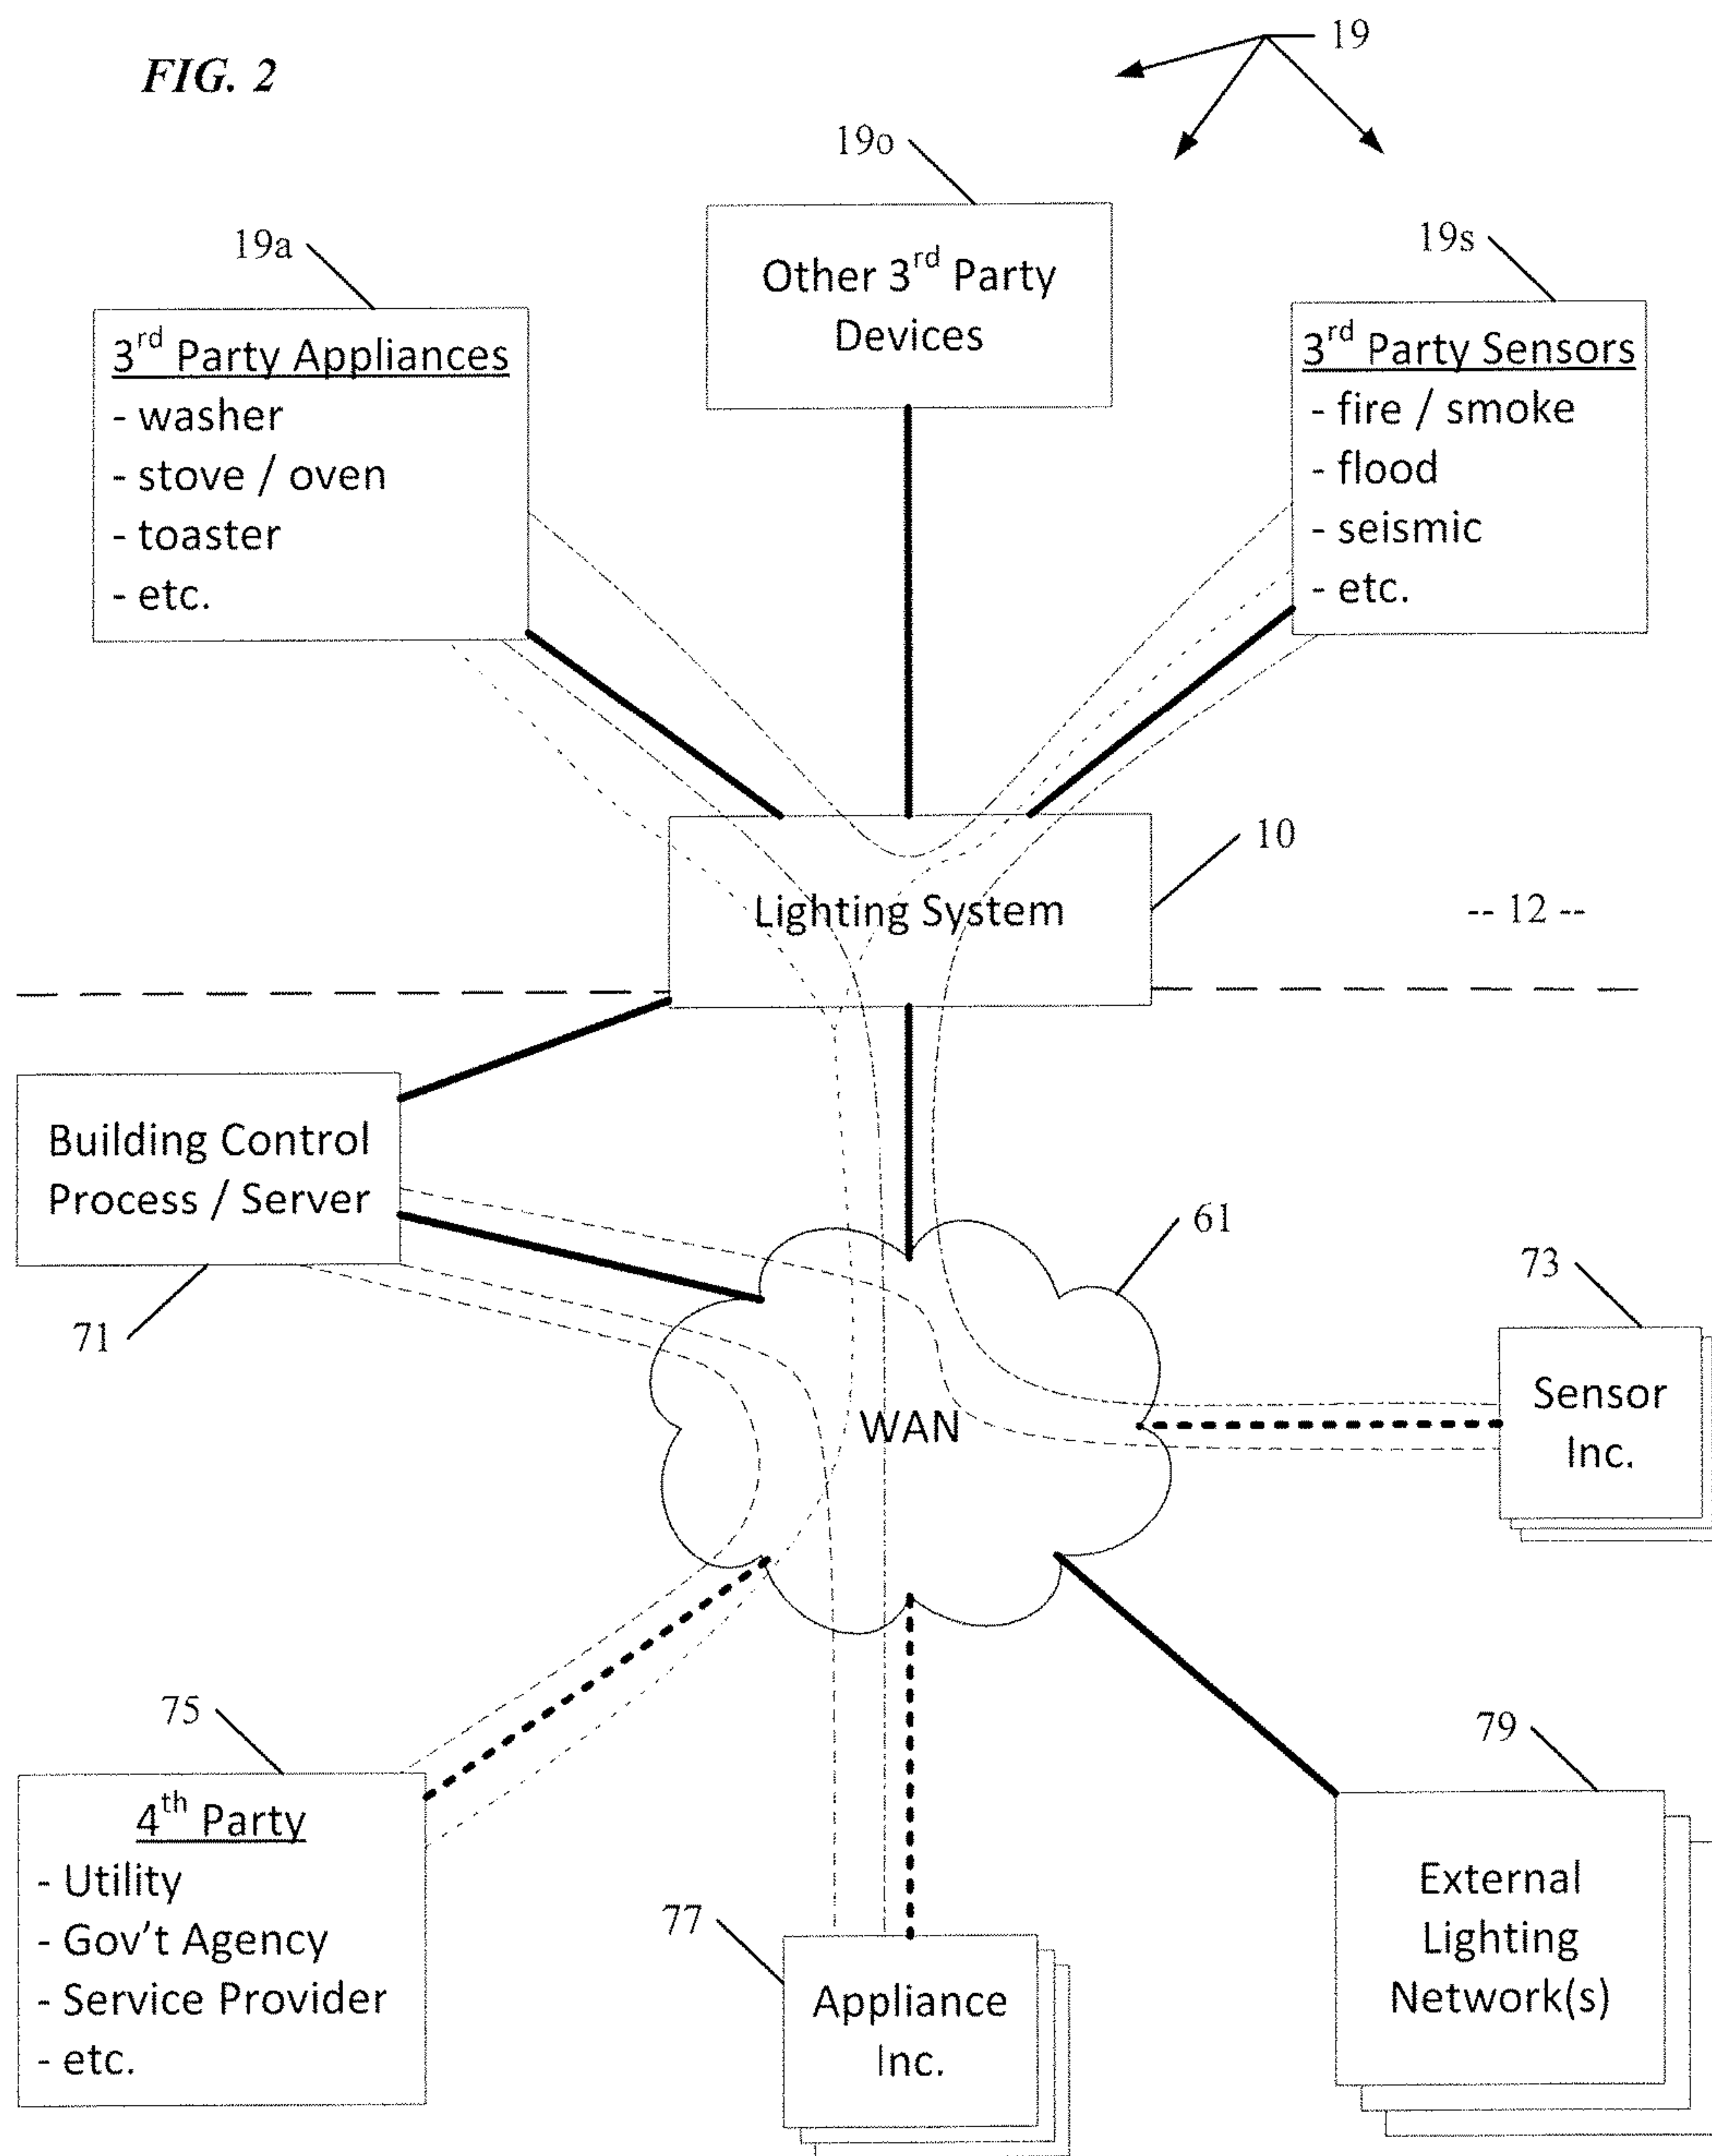 FIG. 2
19
19o
19a
19s
Other 3rd Party
Devices
3rd Party Appliances
- washer
- stove / oven
- toaster
- etc.
3rd Party Sensors
- fire / smoke
- flood
- seismic
- etc.
10
Lighting System
-- 12 --
Building Control
Process / Server
71
61
73
WAN
Sensor
Inc.
75
4th Party
- Utility
- Gov't Agency
- Service Provider
- etc.
77
Appliance
Inc.
79
External
Lighting
Network(s)